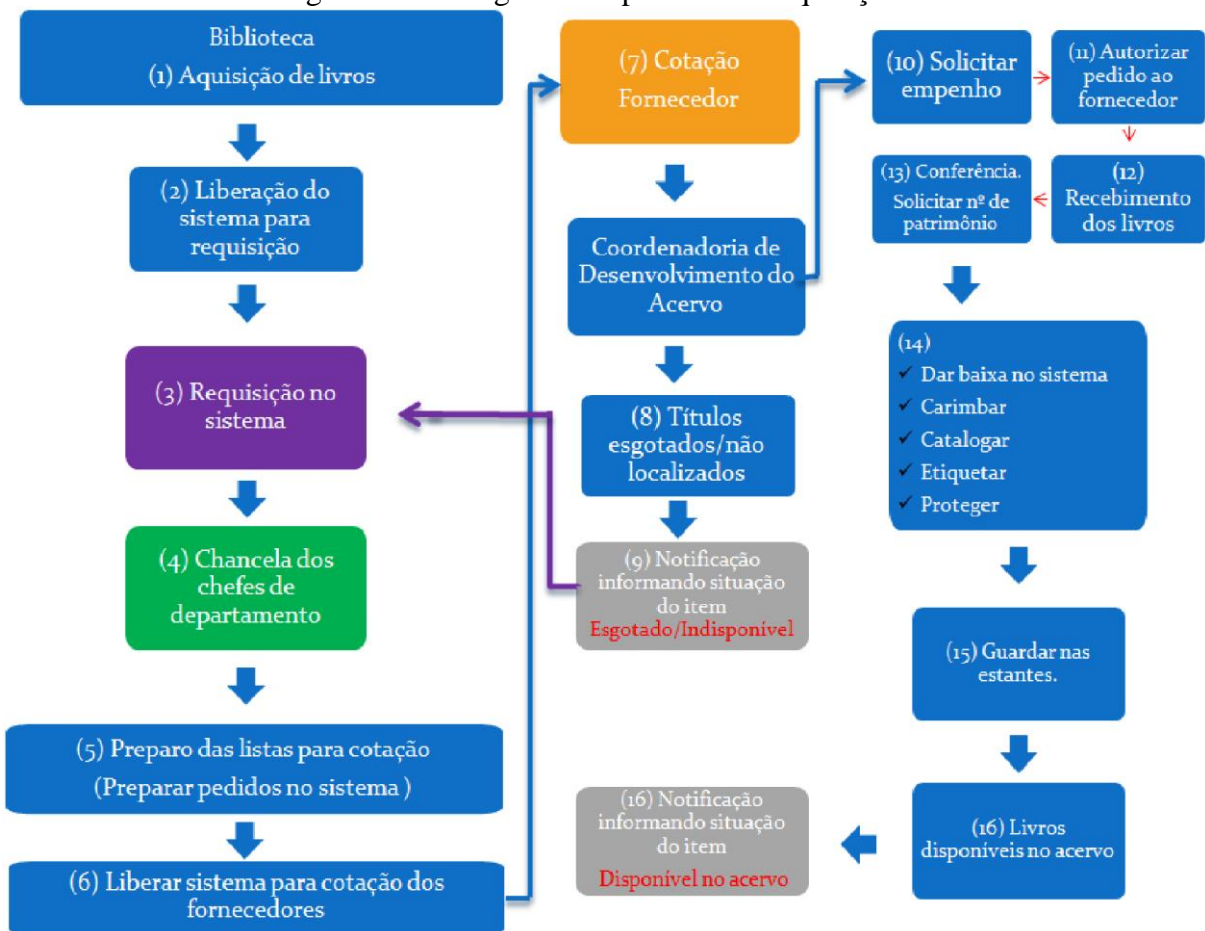 Biblioteca
(1) Aquisição de livros
(2) Liberação do
sistema para
requisição
(3) Requisição no
sistema
(4) Chancela dos
chefes de
departamento
(5) Preparo das listas para cotação
(Preparar pedidos no sistema )
(6) Liberar sistema para cotação dos
fornecedores
(7) Cotação
Fornecedor
Coordenadoria de
Desenvolvimento do
Acervo
(8) Títulos
esgotados/não
localizados
(9) Notificação
informando situação
do item
Esgotado/Indisponível
(10) Solicitar
empenho
(11) Autorizar
pedido ao
fornecedor
(12)
Recebimento
dos livros
(13) Conferência.
Solicitar nº de
patrimônio
(14)
✓ Dar baixa no sistema
✓ Carimbar
✓ Catalogar
✓ Etiquetar
✓ Proteger
(15) Guardar nas
estantes.
(16) Livros
disponíveis no acervo
(16) Notificação
informando situação
do item
Disponível no acervo